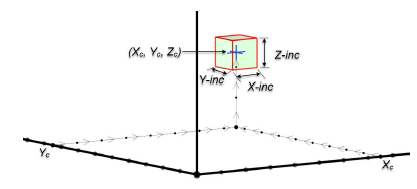 (Xc, Yc, Zc)
Z-inc
Y-inc
X-inc
Yc
Xc